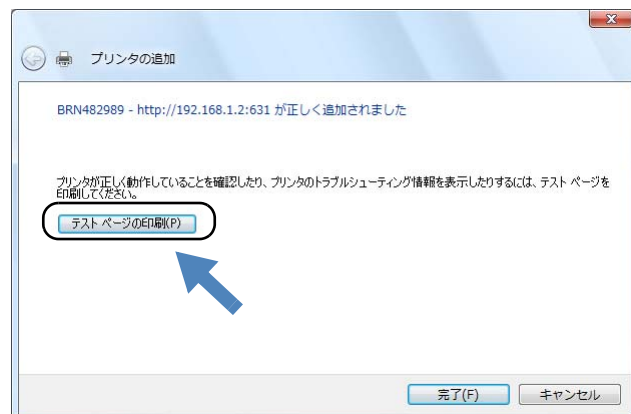 プリンタの追加
BRN482989 - http://192.168.1.2:631 が正しく追加されました
プリンタが正しく動作していることを確認したり、プリンタのトラブルシューティング情報を表示したりするには、テスト ページを
印刷してください。
テスト ページの印刷(P)
完了(F)
キャンセル